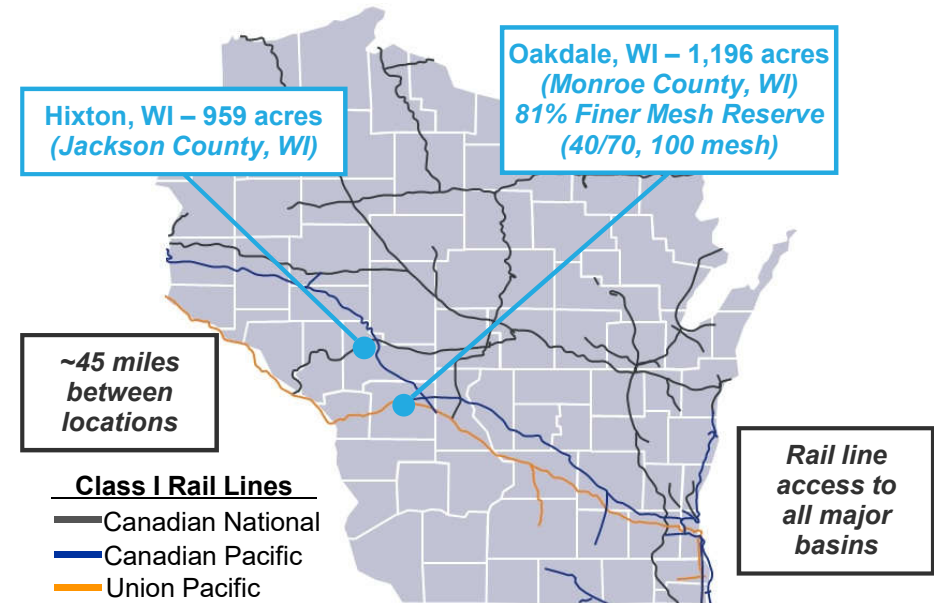 Hixton, WI – 959 acres
(Jackson County, WI)
Oakdale, WI – 1,196 acres
(Monroe County, WI)
81% Finer Mesh Reserve
(40/70, 100 mesh)
~45 miles
between
locations
Class I Rail Lines
Canadian National
Canadian Pacific
Union Pacific
Rail line
access to
all major
basins